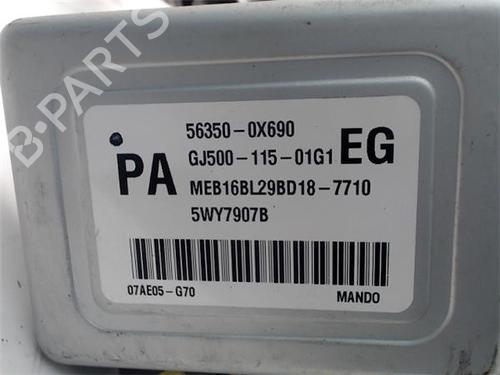 B-PARTS
56350-0X690
PA GJ500-115-01G1 EG
MEB16BL29BD18-7710
5WY7907B
07AE05-G70 MANDO